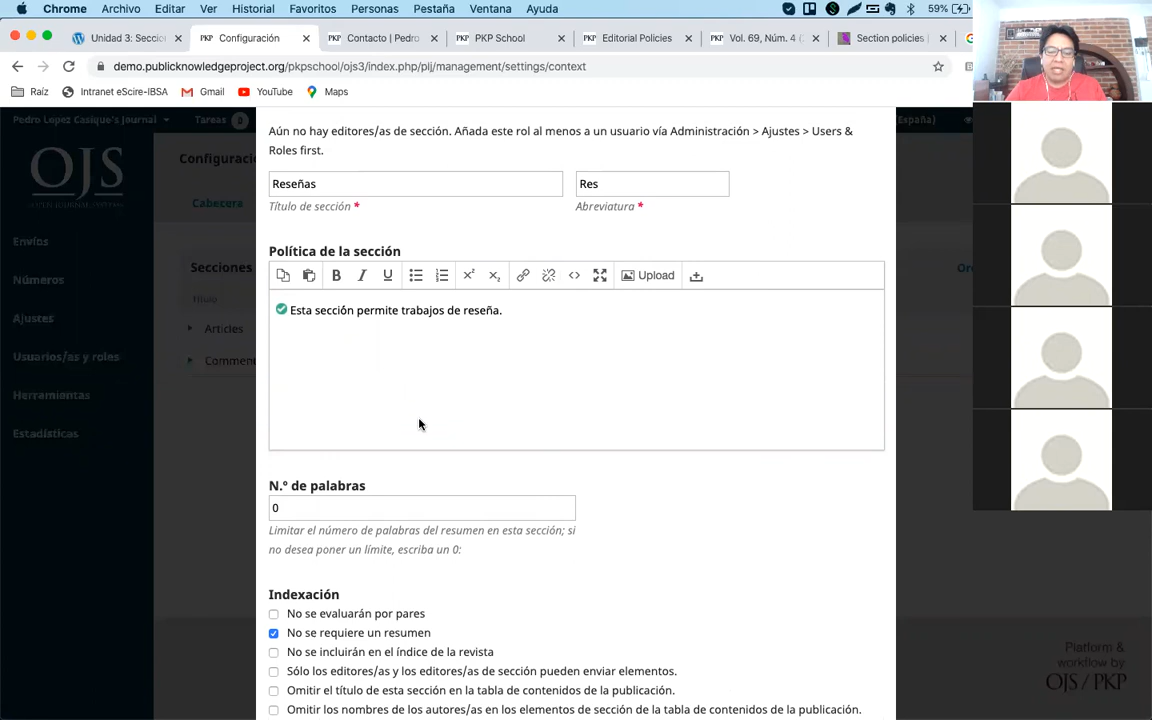 Chrome Archivo Editar Ver Historial Favoritos Personas Pestaña Ventana Ayuda 59%
Unidad 3: Secci Configuración Contacto | Pedro PKP School Editorial Policies Vol. 69, Núm. 4 ( Section policies
demo.publicknowledgeproject.org/pkpschool/ojs3/index.php/plj/management/settings/context
Raíz Intranet eScire-IBSA Gmail YouTube Maps
Pedro Lopez Casique's Journal Tareas (España)
OJS
OPEN JOURNAL SYSTEMS
Envíos
Números
Ajustes
Usuarios/as y roles
Herramientas
Estadísticas
Configuració
Cabecera
Secciones
Título
Articles
Comment
Aún no hay editores/as de sección. Añada este rol al menos a un usuario vía Administración > Ajustes > Users &
Roles first.
Reseñas Res
Título de sección * Abreviatura *
Política de la sección
B I U x² x₂ <> Upload
Esta sección permite trabajos de reseña.
N.º de palabras
0
Limitar el número de palabras del resumen en esta sección; si
no desea poner un límite, escriba un 0:
Indexación
No se evaluarán por pares
No se requiere un resumen
No se incluirán en el índice de la revista
Sólo los editores/as y los editores/as de sección pueden enviar elementos.
Omitir el título de esta sección en la tabla de contenidos de la publicación.
Omitir los nombres de los autores/as en los elementos de sección de la tabla de contenidos de la publicación.
Platform &
workflow by
OJS / PKP